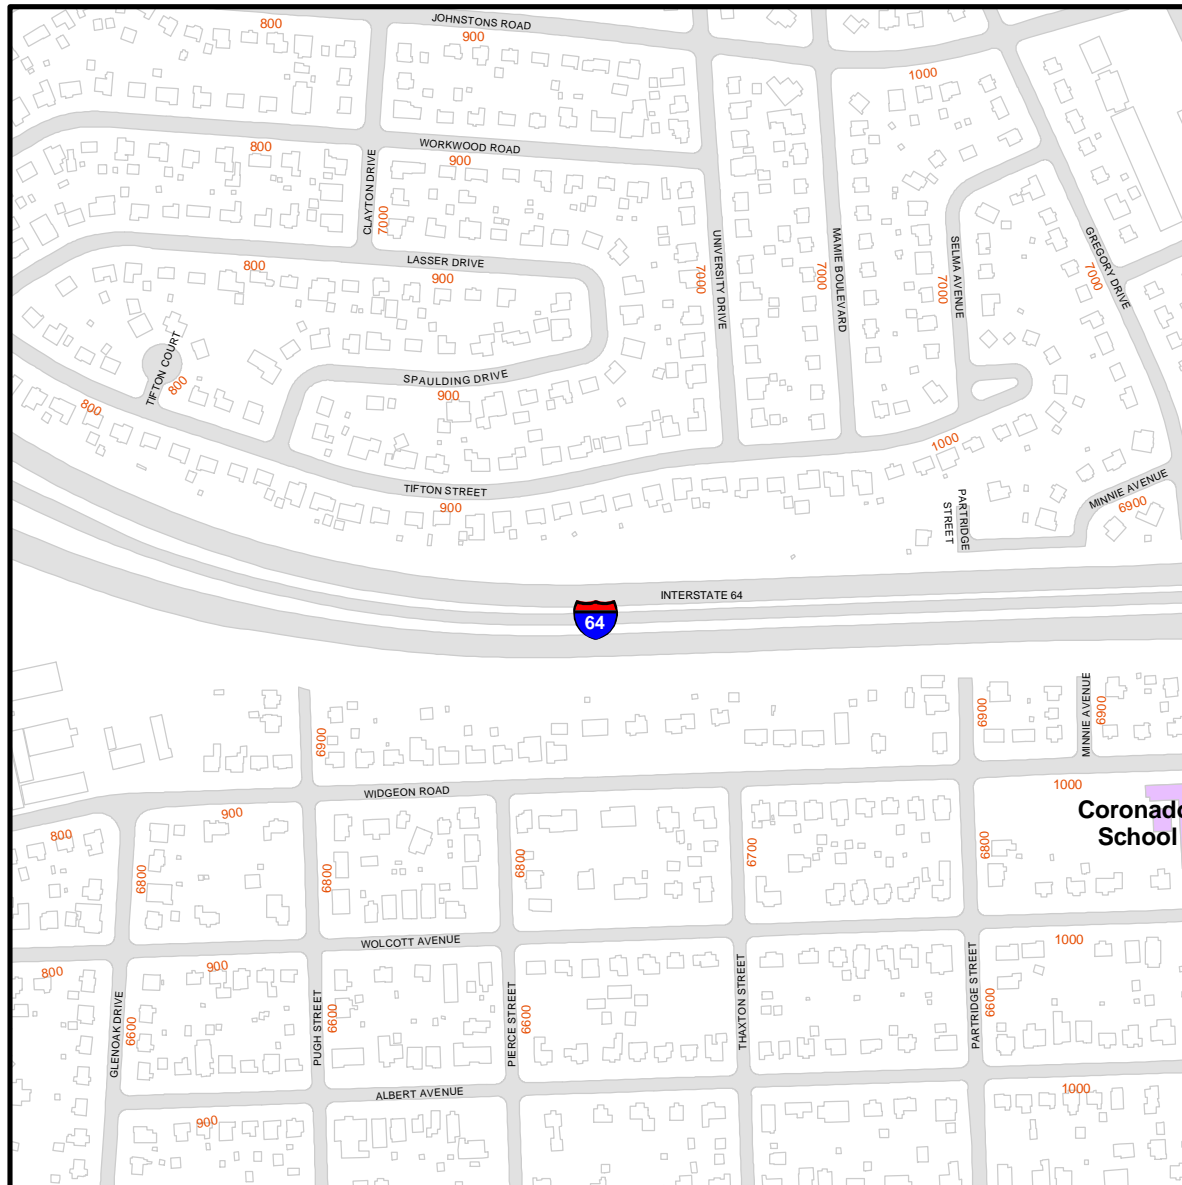 JOHNSTONS ROAD
800
900
1000
WORKWOOD ROAD
800
900
CLAYTON DRIVE
7000
LASSER DRIVE
800
900
UNIVERSITY DRIVE
7000
MAMIE BOULEVARD
7000
SELMA AVENUE
7000
GREGORY DRIVE
7000
TIFTON COURT
800
SPAULDING DRIVE
900
800
1000
TIFTON STREET
900
PARTRIDGE
STREET
MINNIE AVENUE
6900
INTERSTATE 64
64
6900
6900
MINNIE AVENUE
6900
WIDGEON ROAD
900
1000
800
Coronado
School
6800
6800
6800
6700
6800
WOLCOTT AVENUE
800
900
1000
GLENOAK DRIVE
6600
PUGH STREET
6600
PIERCE STREET
6600
THAXTON STREET
PARTRIDGE STREET
6600
ALBERT AVENUE
900
1000